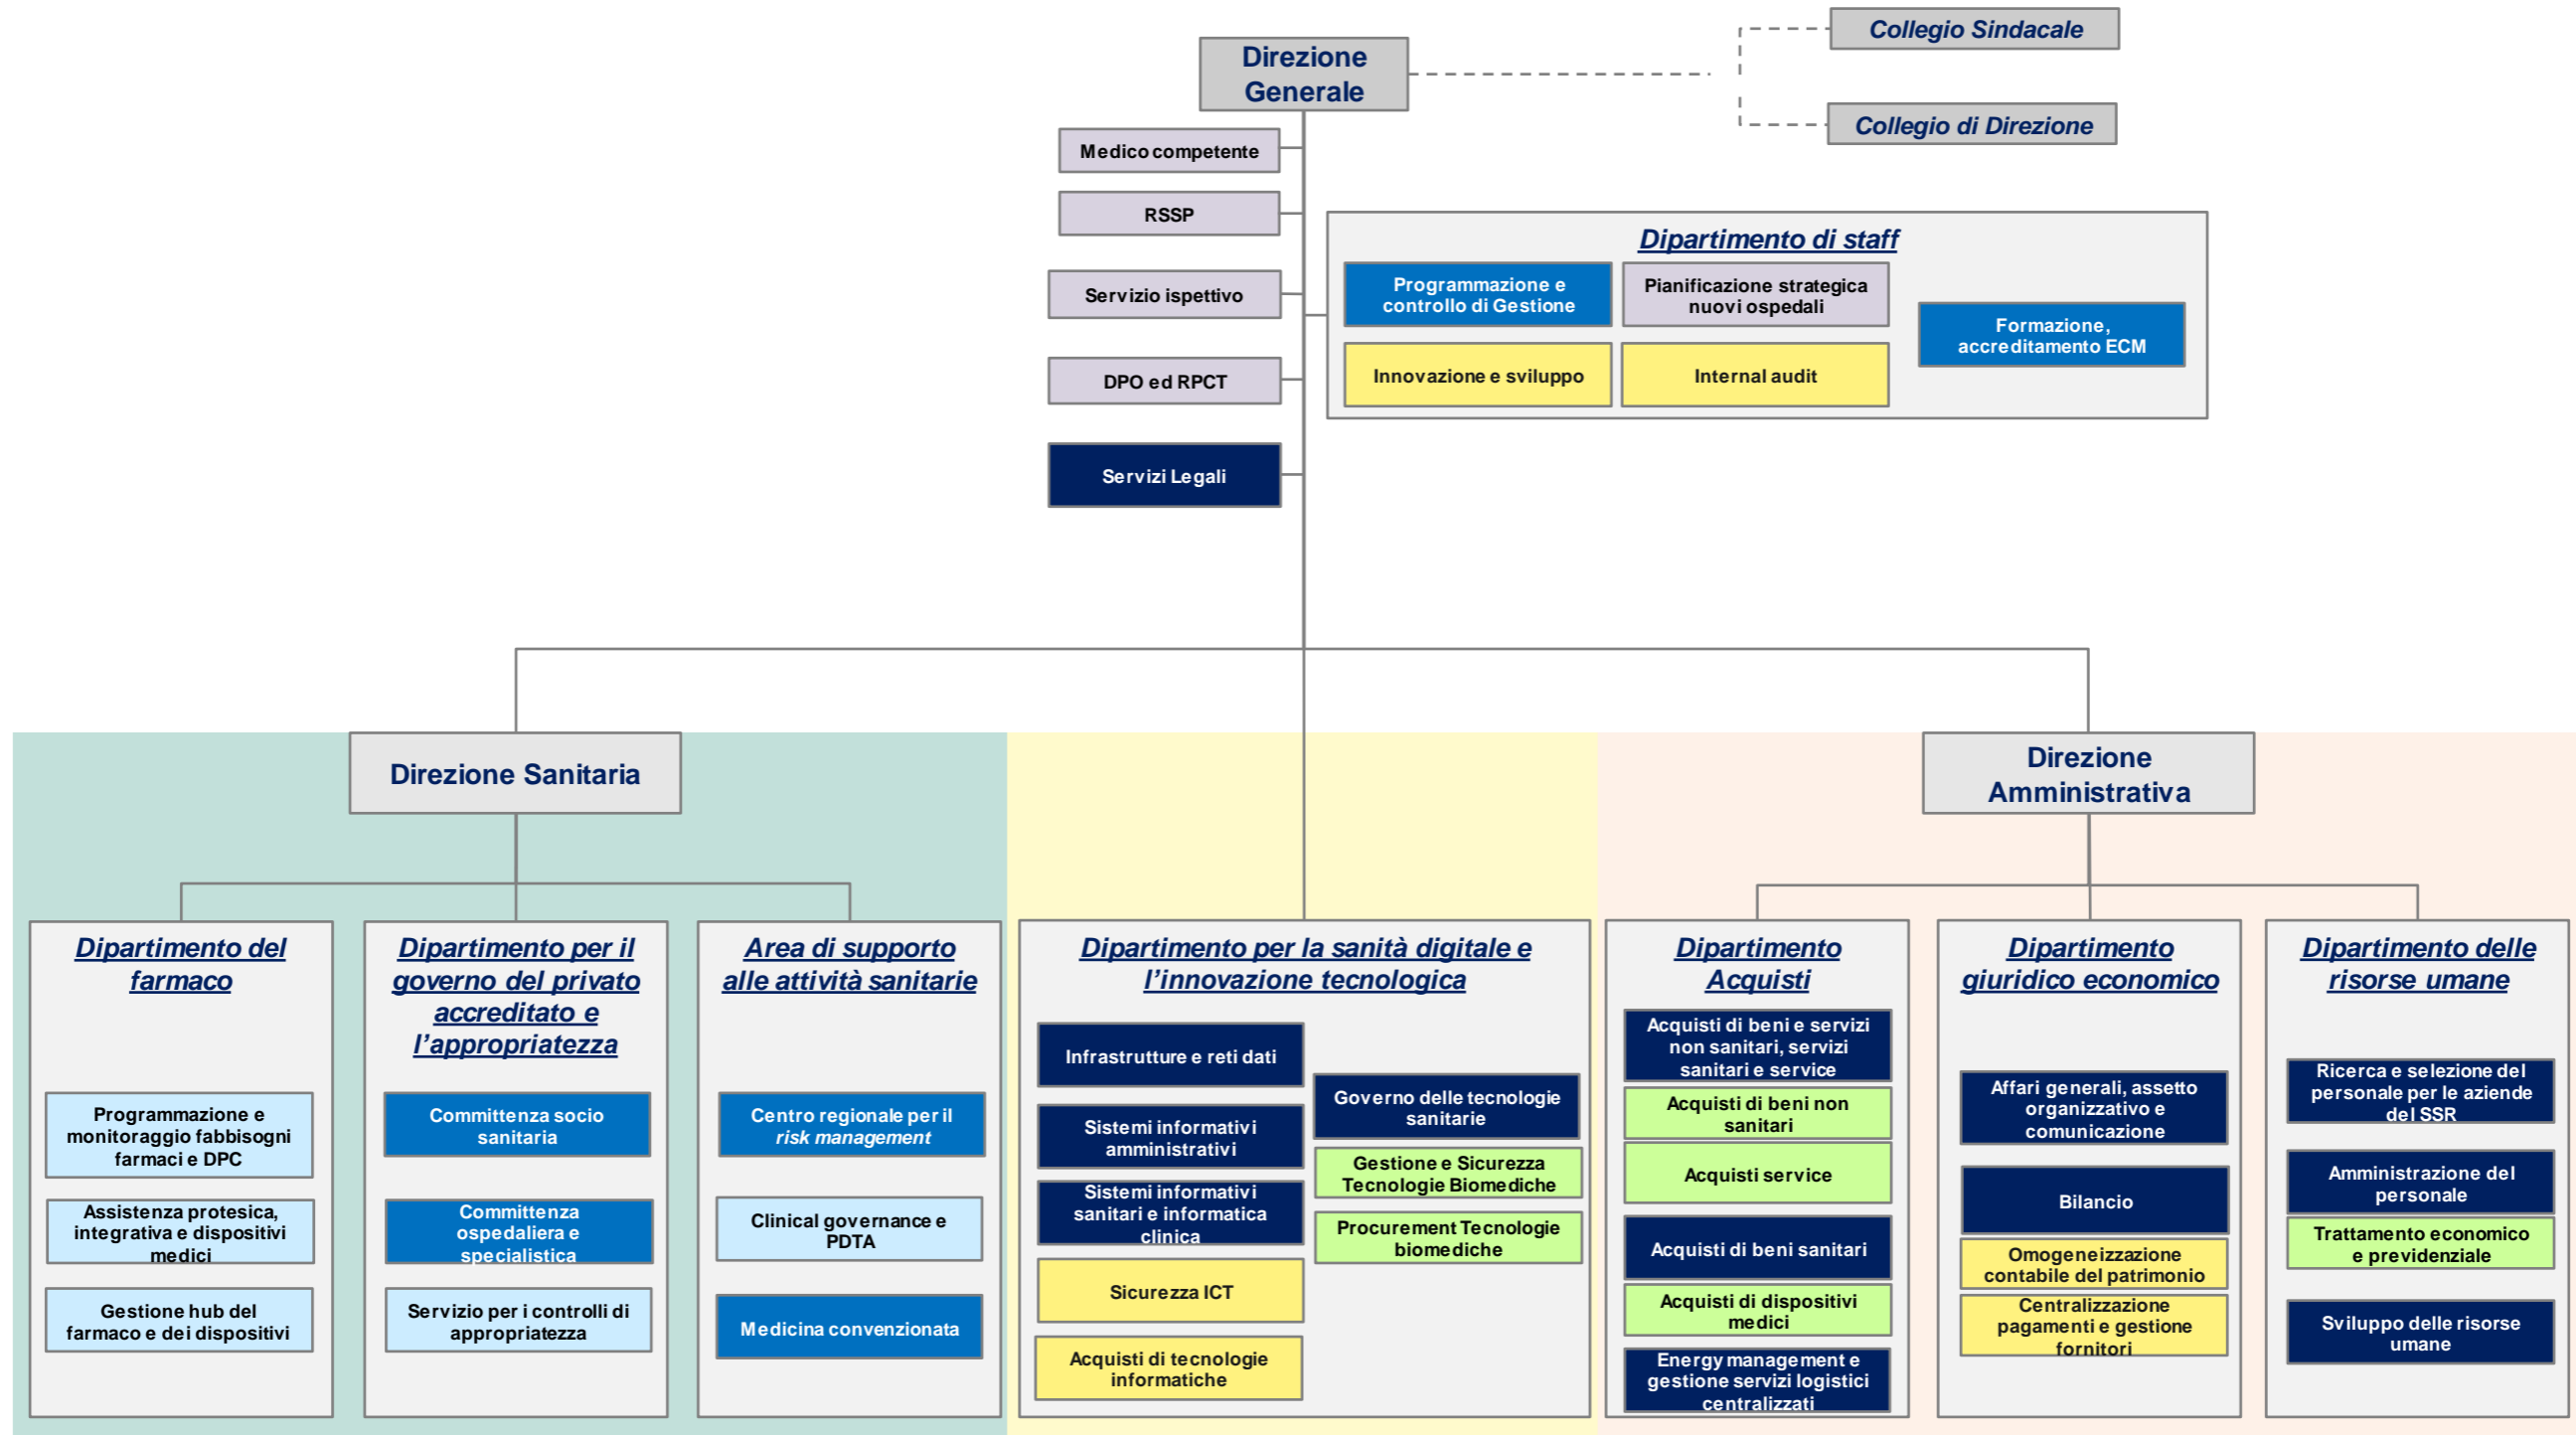 Collegio Sindacale
Direzione
Generale
Collegio di Direzione
Medico competente
RSSP
Servizio ispettivo
DPO ed RPCT
Servizi Legali
Dipartimento di staff
Programmazione e
controllo di Gestione
Pianificazione strategica
nuovi ospedali
Formazione,
accreditamento ECM
Innovazione e sviluppo
Internal audit
Direzione Sanitaria
Direzione
Amministrativa
Dipartimento del
farmaco
Programmazione e
monitoraggio fabbisogni
farmaci e DPC
Assistenza protesica,
integrativa e dispositivi
medici
Gestione hub del
farmaco e dei dispositivi
Dipartimento per il
governo del privato
accreditato e
l’appropriatezza
Committenza socio
sanitaria
Committenza
ospedaliera e
specialistica
Servizio per i controlli di
appropriatezza
Area di supporto
alle attività sanitarie
Centro regionale per il
risk management
Clinical governance e
PDTA
Medicina convenzionata
Dipartimento per la sanità digitale e
l’innovazione tecnologica
Infrastrutture e reti dati
Sistemi informativi
amministrativi
Sistemi informativi
sanitari e informatica
clinica
Sicurezza ICT
Acquisti di tecnologie
informatiche
Governo delle tecnologie
sanitarie
Gestione e Sicurezza
Tecnologie Biomediche
Procurement Tecnologie
biomediche
Dipartimento
Acquisti
Acquisti di beni e servizi
non sanitari, servizi
sanitari e service
Acquisti di beni non
sanitari
Acquisti service
Acquisti di beni sanitari
Acquisti di dispositivi
medici
Energy management e
gestione servizi logistici
centralizzati
Dipartimento
giuridico economico
Affari generali, assetto
organizzativo e
comunicazione
Bilancio
Omogeneizzazione
contabile del patrimonio
Centralizzazione
pagamenti e gestione
fornitori
Dipartimento delle
risorse umane
Ricerca e selezione del
personale per le aziende
del SSR
Amministrazione del
personale
Trattamento economico
e previdenziale
Sviluppo delle risorse
umane